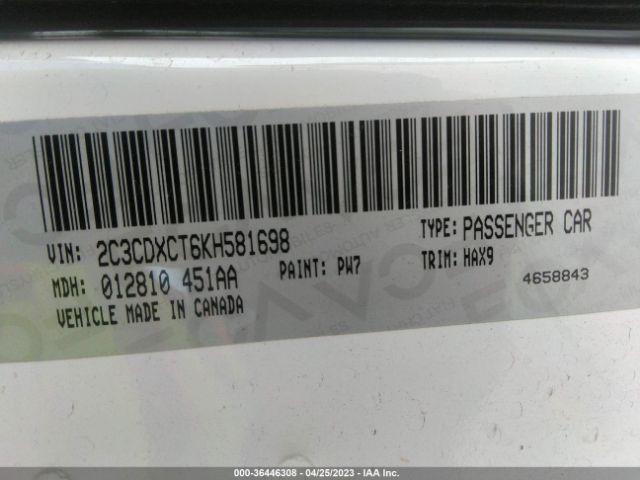 VIN: 2C3CDXCT6KH581698 TYPE: PASSENGER CAR
MDH: 012810 451AA PAINT: PW7 TRIM: HAX9
VEHICLE MADE IN CANADA 4658843
000-36446308 - 04/25/2023 - IAA Inc.